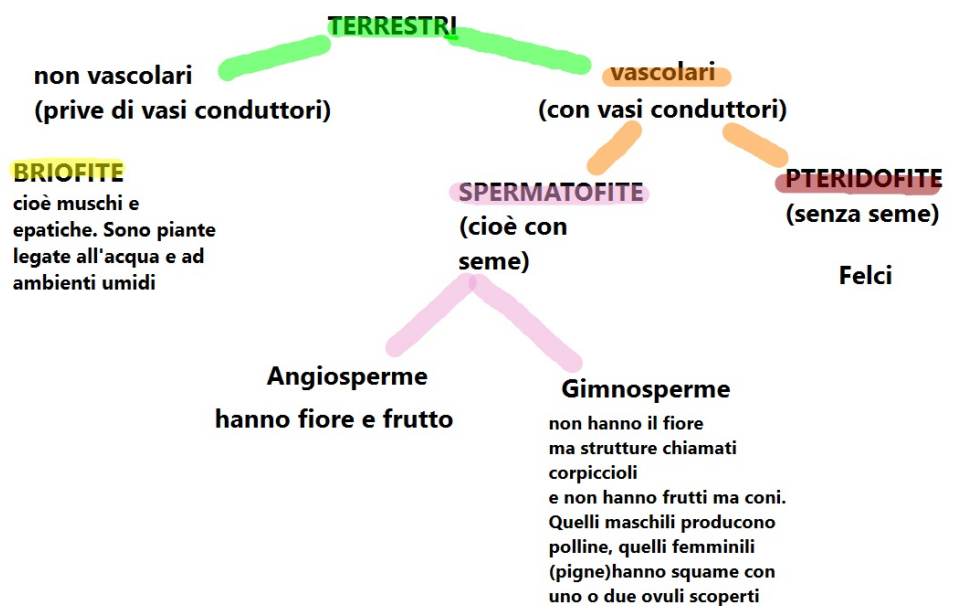 TERRESTRI
non vascolari
(prive di vasi conduttori)
vascolari
(con vasi conduttori)
BRIOFITE
cioè muschi e
epatiche. Sono piante
legate all'acqua e ad
ambienti umidi
SPERMATOFITE
(cioè con
seme)
PTERIDOFITE
(senza seme)
Felci
Angiosperme
hanno fiore e frutto
Gimnosperme
non hanno il fiore
ma strutture chiamati
corpiccioli
e non hanno frutti ma coni.
Quelli maschili producono
polline, quelli femminili
(pigne)hanno squame con
uno o due ovuli scoperti